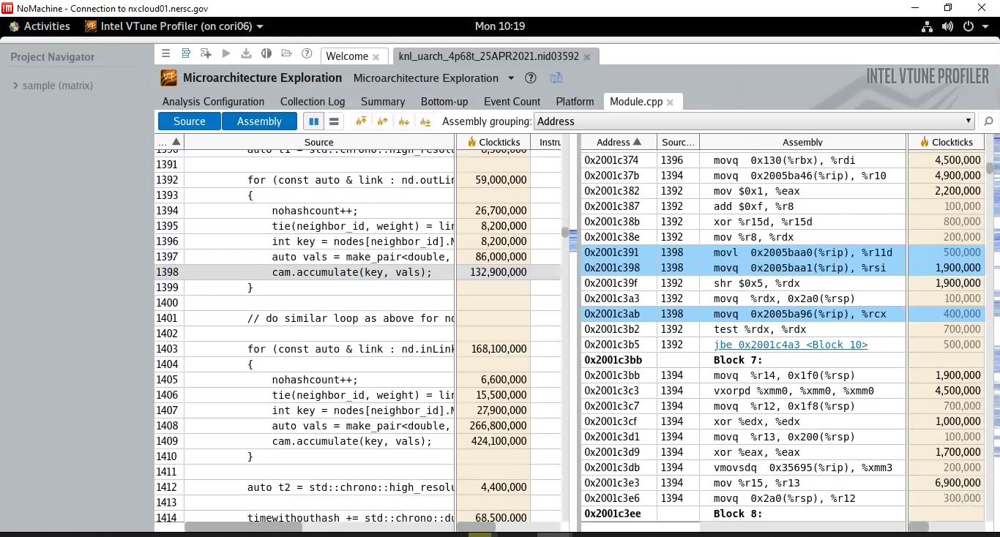 NoMachine - Connection to nxcloud01.nersc.gov
Activities Intel VTune Profiler (on cori06) Mon 10:19
Project Navigator
sample (matrix)
Welcome knl_uarch_4p68t_25APR2021.nid03592
Microarchitecture Exploration Microarchitecture Exploration INTEL VTUNE PROFILER
Analysis Configuration Collection Log Summary Bottom-up Event Count Platform Module.cpp
Source Assembly Assembly grouping: Address
... Source Clockticks Instru
1390 auto t1 = std::chrono::high_resolu
1391
1392 for (const auto & link : nd.outLin 59,000,000
1393 {
1394 nohashcount++; 26,700,000
1395 tie(neighbor_id, weight) = lin 8,200,000
1396 int key = nodes[neighbor_id].M 8,200,000
1397 auto vals = make_pair<double, 86,000,000
1398 cam.accumulate(key, vals); 132,900,000
1399 }
1400
1401 // do similar loop as above for no
1402
1403 for (const auto & link : nd.inLink 168,100,000
1404 {
1405 nohashcount++; 6,600,000
1406 tie(neighbor_id, weight) = lin 15,500,000
1407 int key = nodes[neighbor_id].M 27,900,000
1408 auto vals = make_pair<double, 266,800,000
1409 cam.accumulate(key, vals); 424,100,000
1410 }
1411
1412 auto t2 = std::chrono::high_resolu 4,400,000
1413
1414 timewithouthash += std::chrono::du 68,500,000
Address Sourc... Assembly Clockticks
0x2001c374 1396 movq 0x130(%rbx), %rdi 4,500,000
0x2001c37b 1394 movq 0x2005ba46(%rip), %r10 4,900,000
0x2001c382 1392 mov $0x1, %eax 2,200,000
0x2001c387 1392 add $0xf, %r8 100,000
0x2001c38b 1392 xor %r15d, %r15d 800,000
0x2001c38e 1392 mov %r8, %rdx 200,000
0x2001c391 1398 movl 0x2005baa0(%rip), %r11d 500,000
0x2001c398 1398 movq 0x2005baa1(%rip), %rsi 1,900,000
0x2001c39f 1392 shr $0x5, %rdx 1,900,000
0x2001c3a3 1392 movq %rdx, 0x2a0(%rsp) 100,000
0x2001c3ab 1398 movq 0x2005ba96(%rip), %rcx 400,000
0x2001c3b2 1392 test %rdx, %rdx 700,000
0x2001c3b5 1392 jbe 0x2001c4a3 <Block 10> 500,000
0x2001c3bb Block 7:
0x2001c3bb 1394 movq %r14, 0x1f0(%rsp) 1,900,000
0x2001c3c3 1394 vxorpd %xmm0, %xmm0, %xmm0 4,500,000
0x2001c3c7 1394 movq %r12, 0x1f8(%rsp) 700,000
0x2001c3cf 1394 xor %edx, %edx 1,000,000
0x2001c3d1 1394 movq %r13, 0x200(%rsp) 100,000
0x2001c3d9 1394 xor %eax, %eax 1,700,000
0x2001c3db 1394 vmovsdq 0x35695(%rip), %xmm3 200,000
0x2001c3e3 1394 mov %r15, %r13 6,900,000
0x2001c3e6 1394 movq 0x2a0(%rsp), %r12 300,000
0x2001c3ee Block 8: